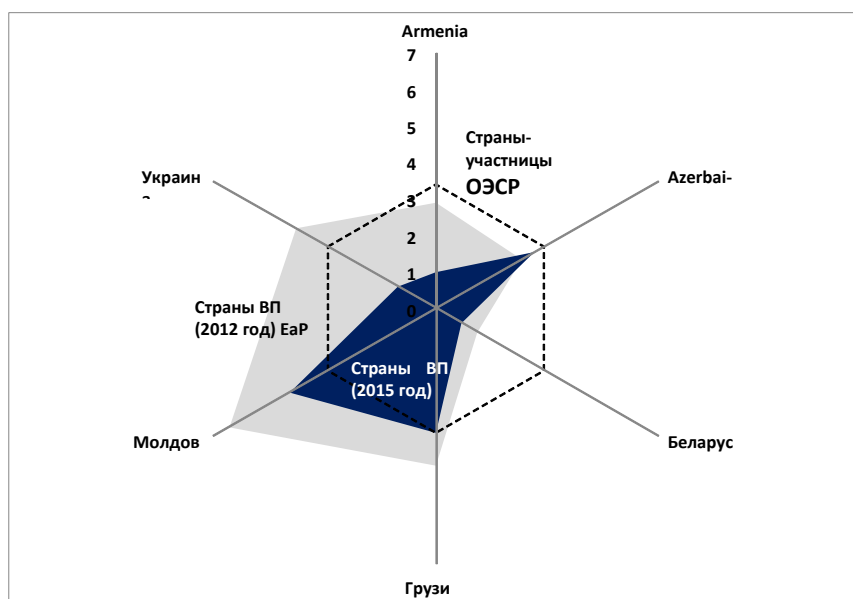 Armenia
7
6
5
4
3
2
1
0
Страны-
участницы
ОЭСР
Украин
Azerbai-
Страны ВП
(2012 год) EaP
Страны ВП
(2015 год)
Молдов
Беларус
Грузи